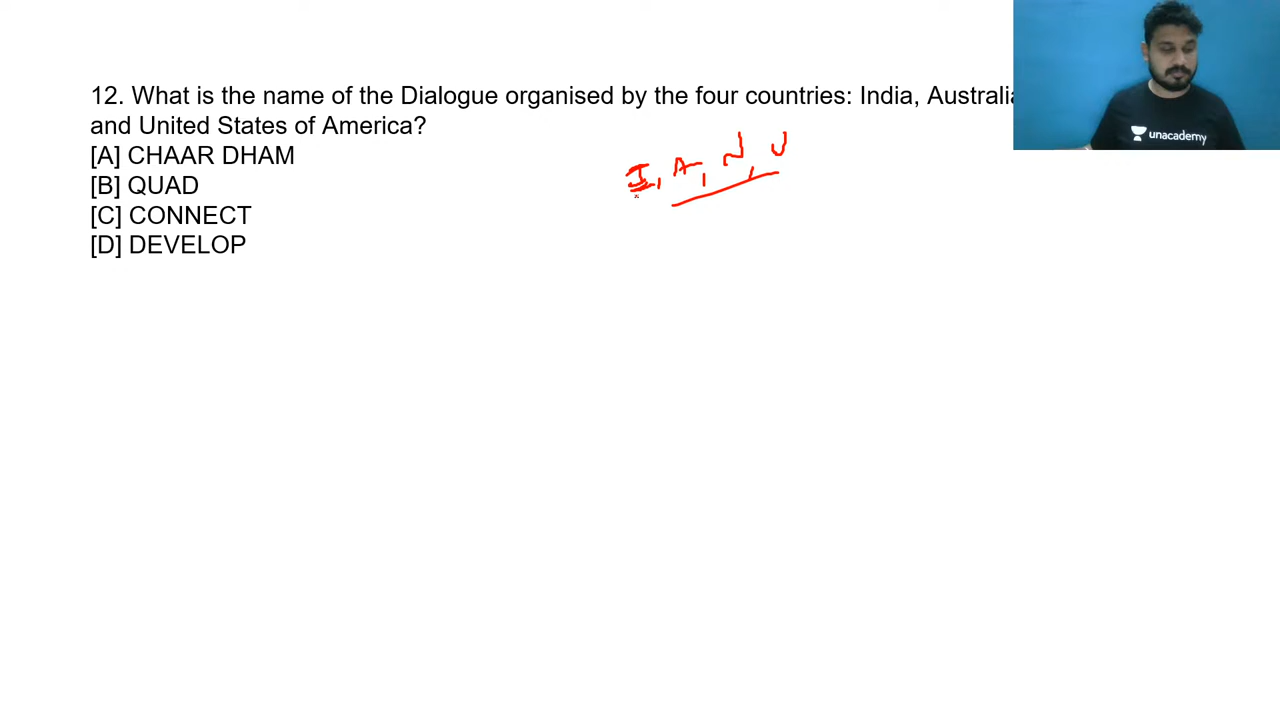 12. What is the name of the Dialogue organised by the four countries: India, Australia
and United States of America?
[A] CHAAR DHAM
[B] QUAD
[C] CONNECT
[D] DEVELOP
I, A, N, U
unacademy